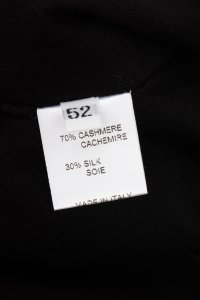 52
70% CASHMERE
CACHEMIRE
30% SILK
SOIE
MADE IN ITALY